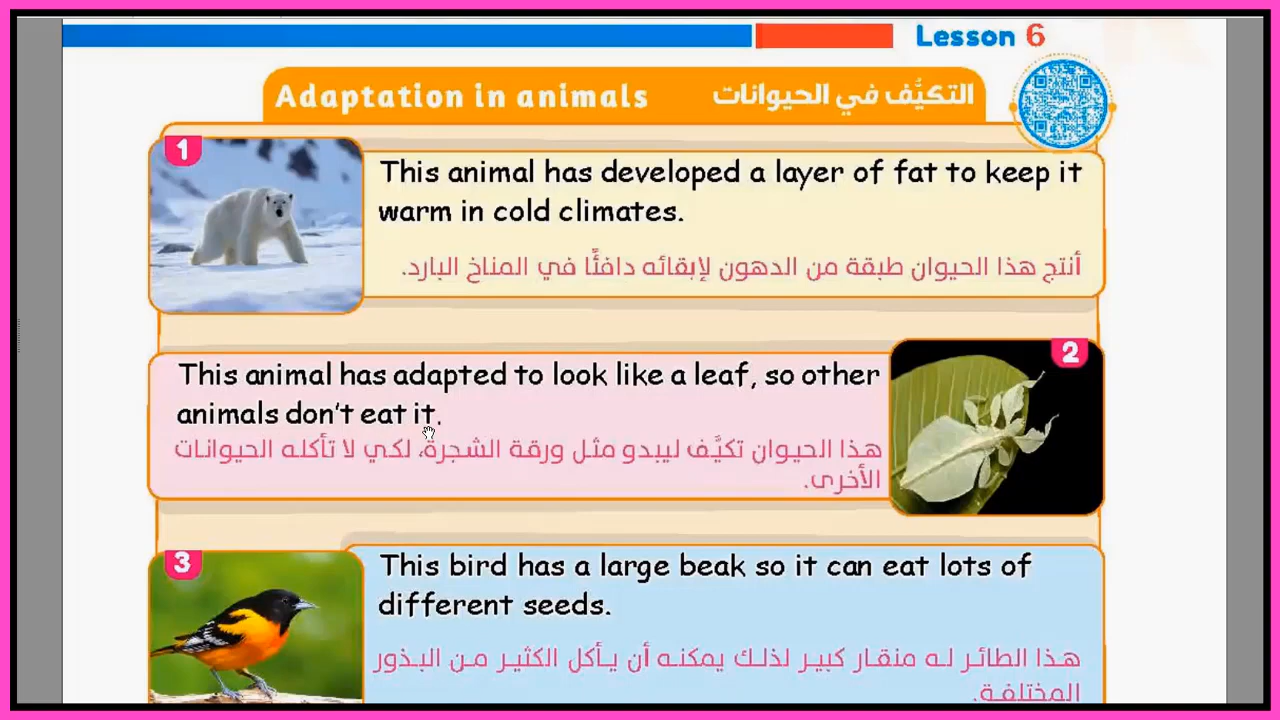 Lesson 6
Adaptation in animals
التكيُّف في الحيوانات
1
This animal has developed a layer of fat to keep it
warm in cold climates.
أنتج هذا الحيوان طبقة من الدهون لإبقائه دافئًا في المناخ البارد.
2
This animal has adapted to look like a leaf, so other
animals don't eat it.
هذا الحيوان تكيَّف ليبدو مثل ورقة الشجرة، لكي لا تأكله الحيوانات
الأخرى.
3
This bird has a large beak so it can eat lots of
different seeds.
هذا الطائر له منقار كبير لذلك يمكنه أن يأكل الكثير من البذور
المختلفة.